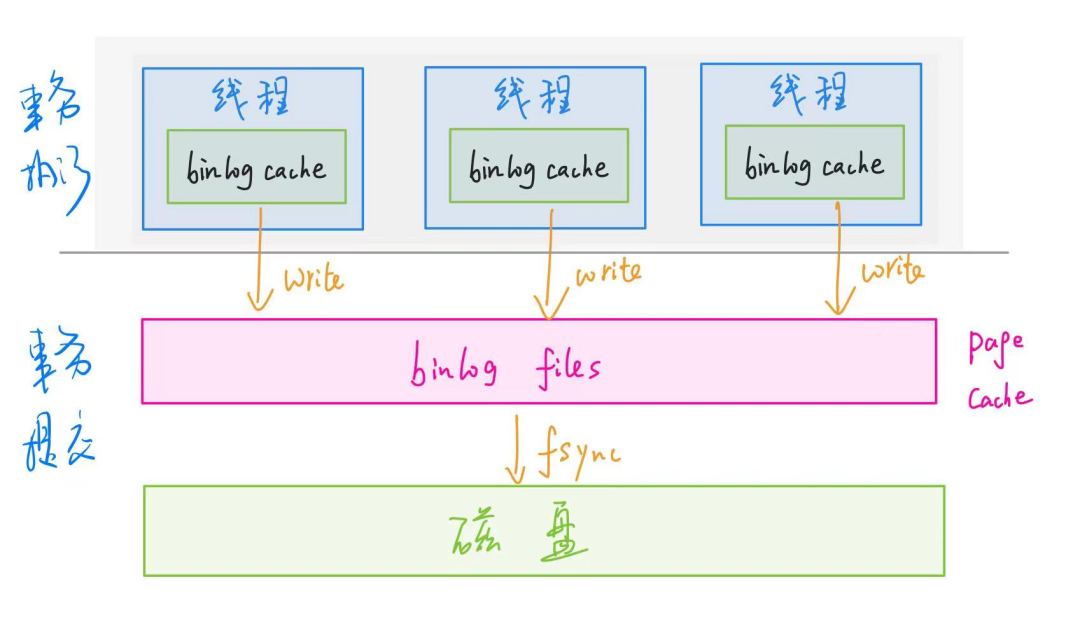 事务
执行
线程
binlog cache
线程
binlog cache
线程
binlog cache
write
write
write
事务
提交
binlog files
page
cache
fsync
磁盘